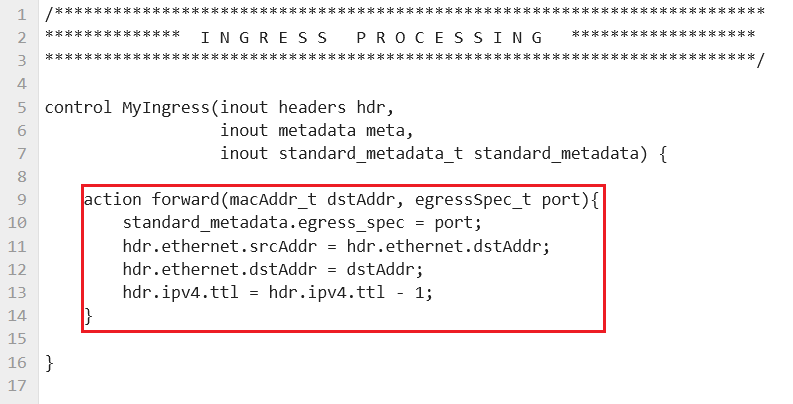 1 /*************************************************************************
2 ************** I N G R E S S   P R O C E S S I N G   *******************
3 *************************************************************************/
4
5 control MyIngress(inout headers hdr,
6                   inout metadata meta,
7                   inout standard_metadata_t standard_metadata) {
8
9     action forward(macAddr_t dstAddr, egressSpec_t port){
10         standard_metadata.egress_spec = port;
11         hdr.ethernet.srcAddr = hdr.ethernet.dstAddr;
12         hdr.ethernet.dstAddr = dstAddr;
13         hdr.ipv4.ttl = hdr.ipv4.ttl - 1;
14     }
15
16 }
17